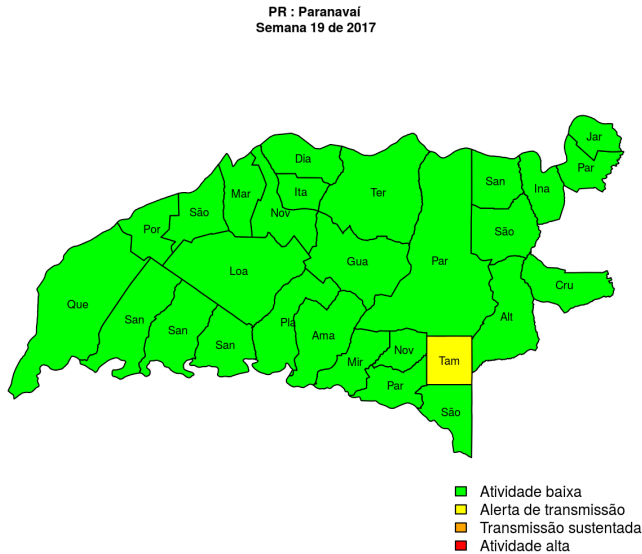 PR : Paranavaí
Semana 19 de 2017
Jar
Dia
Par
Ita
San
Mar
Ter
Ina
São
Nov
Por
São
Par
Gua
Loa
Cru
Que
San
Alt
Pla
San
Ama
San
Nov
Mir
Tam
Par
São
Atividade baixa
Alerta de transmissão
Transmissão sustentada
Atividade alta